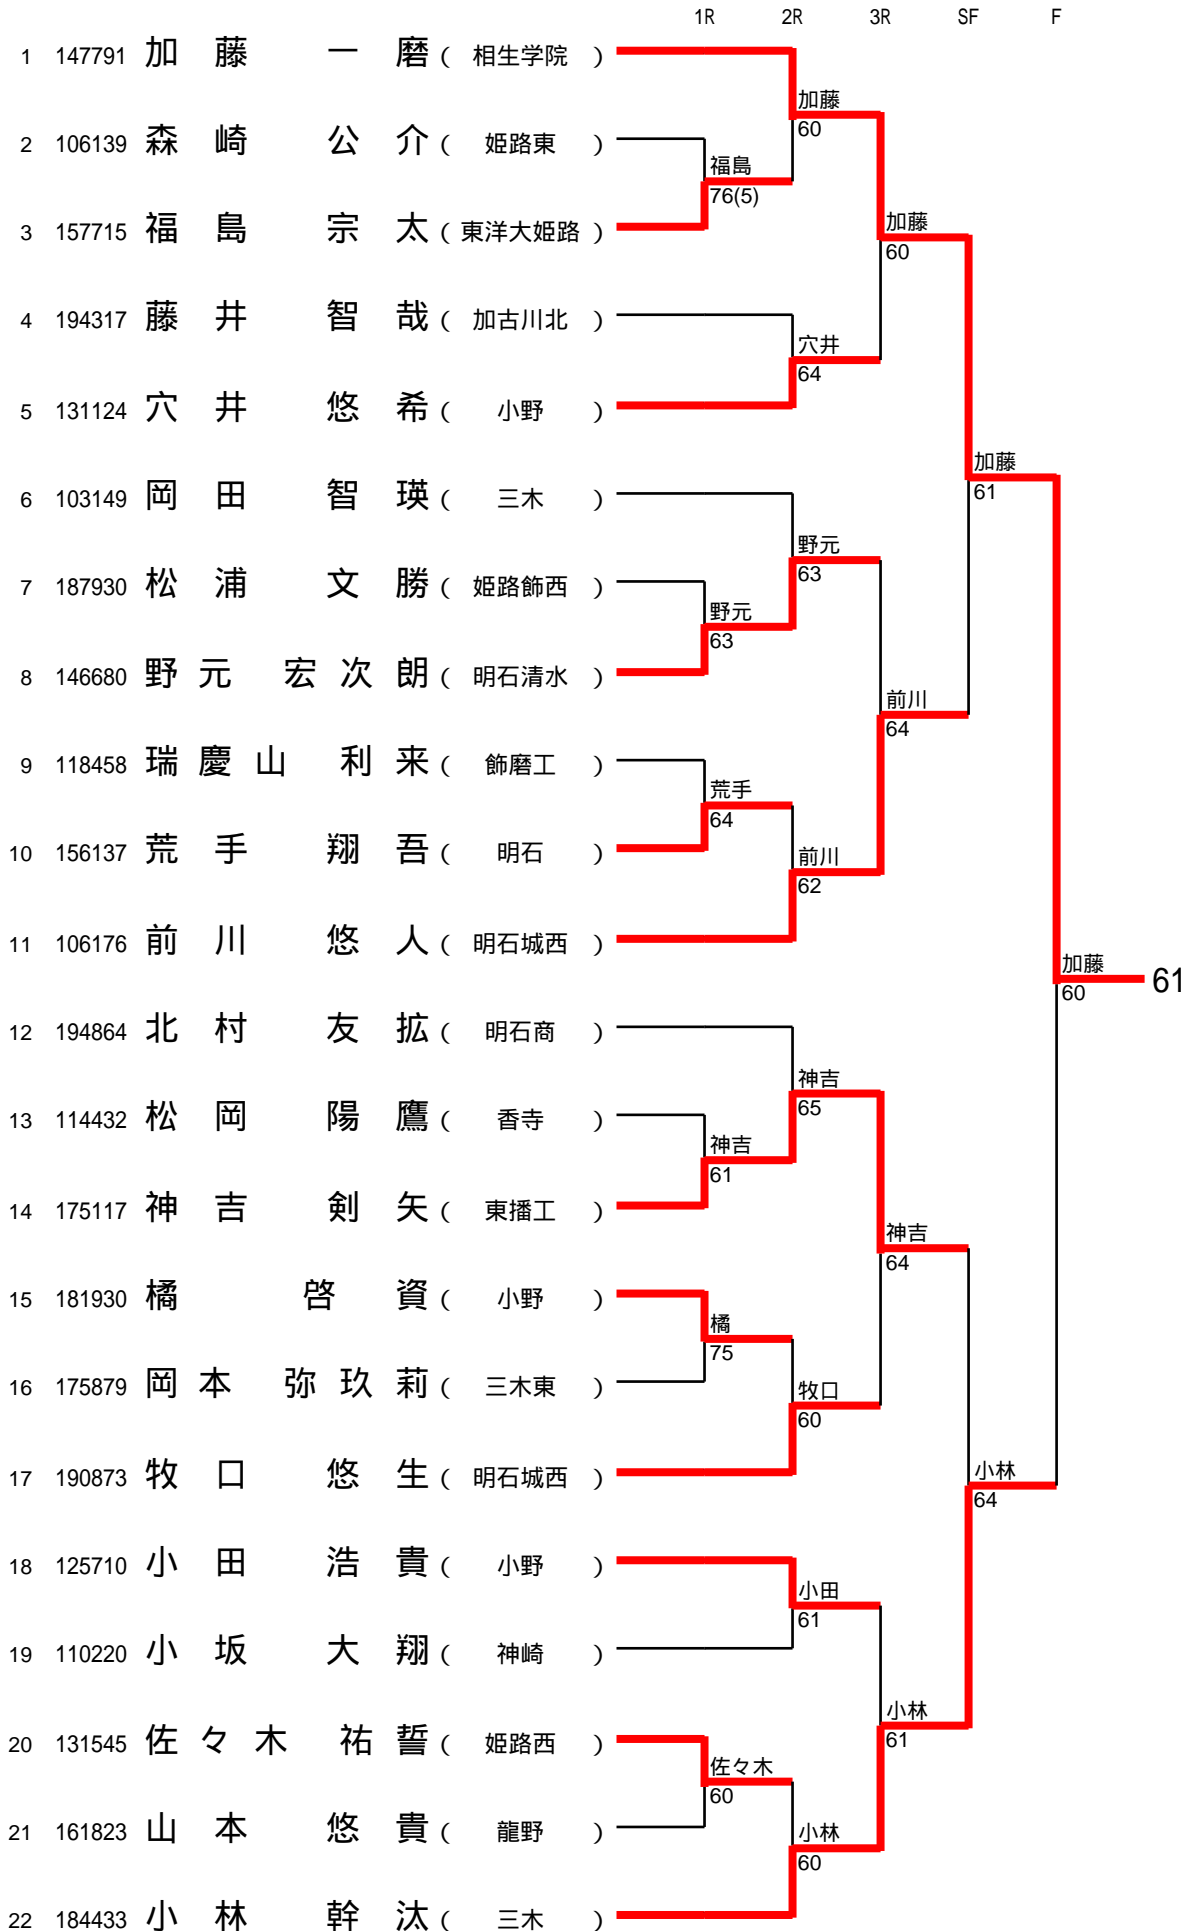 1R 2R 3R SF F
1 147791 加藤 一磨 ( 相生学院 )
加藤
60
2 106139 森崎 公介 ( 姫路東 )
福島
76(5)
3 157715 福島 宗太 ( 東洋大姫路 )
加藤
60
4 194317 藤井 智哉 ( 加古川北 )
穴井
64
5 131124 穴井 悠希 ( 小野 )
加藤
61
6 103149 岡田 智瑛 ( 三木 )
野元
63
7 187930 松浦 文勝 ( 姫路飾西 )
野元
63
8 146680 野元 宏次朗 ( 明石清水 )
前川
64
9 118458 瑞慶山 利来 ( 飾磨工 )
荒手
64
10 156137 荒手 翔吾 ( 明石 )
前川
62
11 106176 前川 悠人 ( 明石城西 )
加藤
60
61
12 194864 北村 友拡 ( 明石商 )
神吉
65
13 114432 松岡 陽鷹 ( 香寺 )
神吉
61
14 175117 神吉 剣矢 ( 東播工 )
神吉
64
15 181930 橘 啓資 ( 小野 )
橘
75
16 175879 岡本 弥玖莉 ( 三木東 )
牧口
60
17 190873 牧口 悠生 ( 明石城西 )
小林
64
18 125710 小田 浩貴 ( 小野 )
小田
61
19 110220 小坂 大翔 ( 神崎 )
小林
61
20 131545 佐々木 祐誓 ( 姫路西 )
佐々木
60
21 161823 山本 悠貴 ( 龍野 )
小林
60
22 184433 小林 幹汰 ( 三木 )